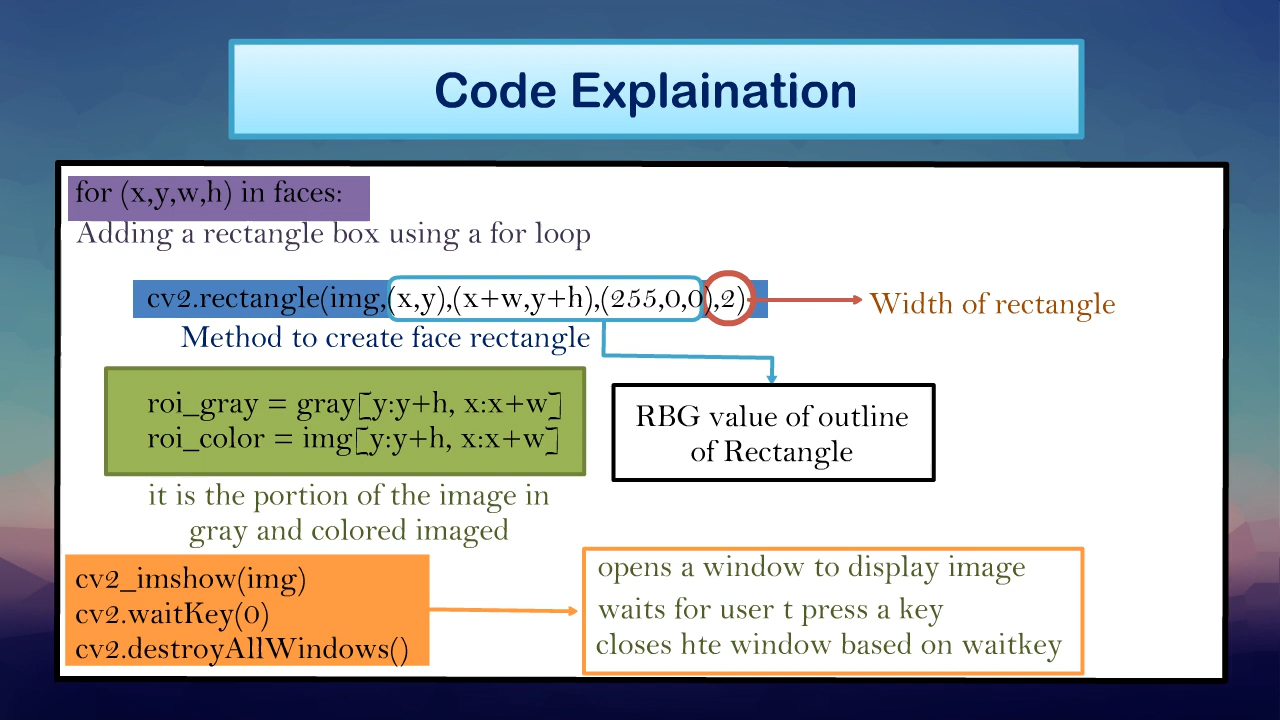 Code Explaination
for (x,y,w,h) in faces:
Adding a rectangle box using a for loop
cv2.rectangle(img,(x,y),(x+w,y+h),(255,0,0),2)
Width of rectangle
Method to create face rectangle
roi_gray = gray[y:y+h, x:x+w]
roi_color = img[y:y+h, x:x+w]
RBG value of outline
of Rectangle
it is the portion of the image in
gray and colored imaged
cv2_imshow(img)
cv2.waitKey(0)
cv2.destroyAllWindows()
opens a window to display image
waits for user t press a key
closes hte window based on waitkey